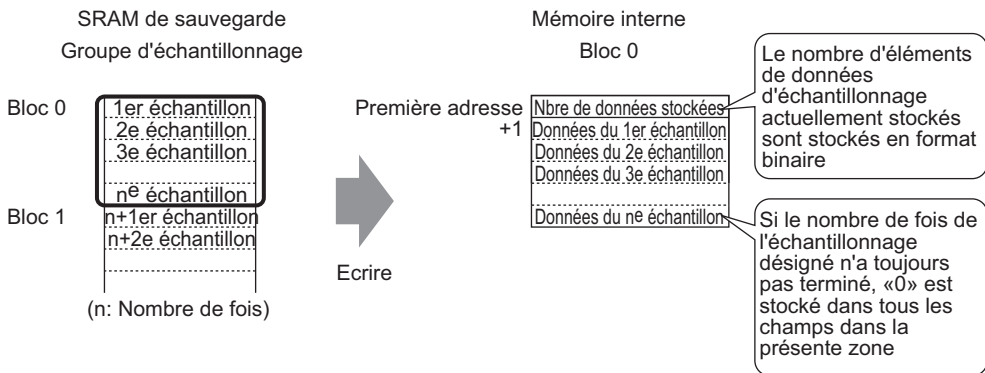 SRAM de sauvegarde
Groupe d'échantillonnage
Bloc 0
1er échantillon
2e échantillon
3e échantillon
ne échantillon
Bloc 1
n+1er échantillon
n+2e échantillon
(n: Nombre de fois)
Ecrire
Mémoire interne
Bloc 0
Première adresse
+1
Nbre de données stockées
Données du 1er échantillon
Données du 2e échantillon
Données du 3e échantillon
Données du ne échantillon
Le nombre d'éléments
de données
d'échantillonnage
actuellement stockés
sont stockés en format
binaire
Si le nombre de fois de
l'échantillonnage
désigné n'a toujours
pas terminé, «0» est
stocké dans tous les
champs dans la
présente zone